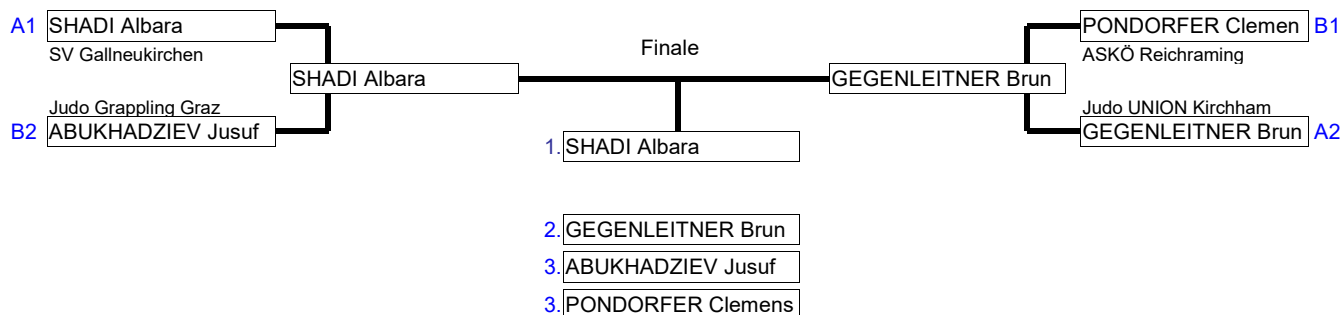 A1 SHADI Albara
SV Gallneukirchen
Judo Grappling Graz
B2 ABUKHADZIEV Jusuf
SHADI Albara
Finale
GEGENLEITNER Brun
PONDORFER Clemen B1
ASKÖ Reichraming
Judo UNION Kirchham
GEGENLEITNER Brun A2
1. SHADI Albara
2. GEGENLEITNER Brun
3. ABUKHADZIEV Jusuf
3. PONDORFER Clemens